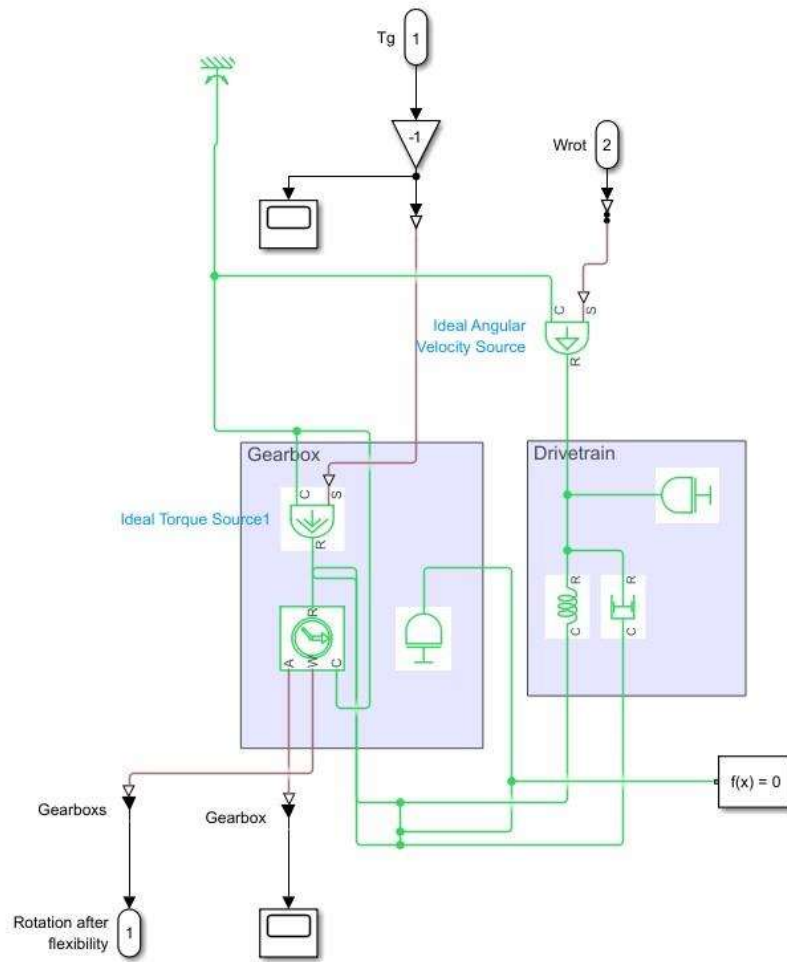 Tg
1
-1
Wrot
2
C
S
R
Ideal Angular
Velocity Source
Gearbox
Drivetrain
C
S
R
Ideal Torque Source1
R
A
W
C
R
C
R
C
f(x) = 0
Gearboxs
Gearbox
Rotation after
flexibility
1